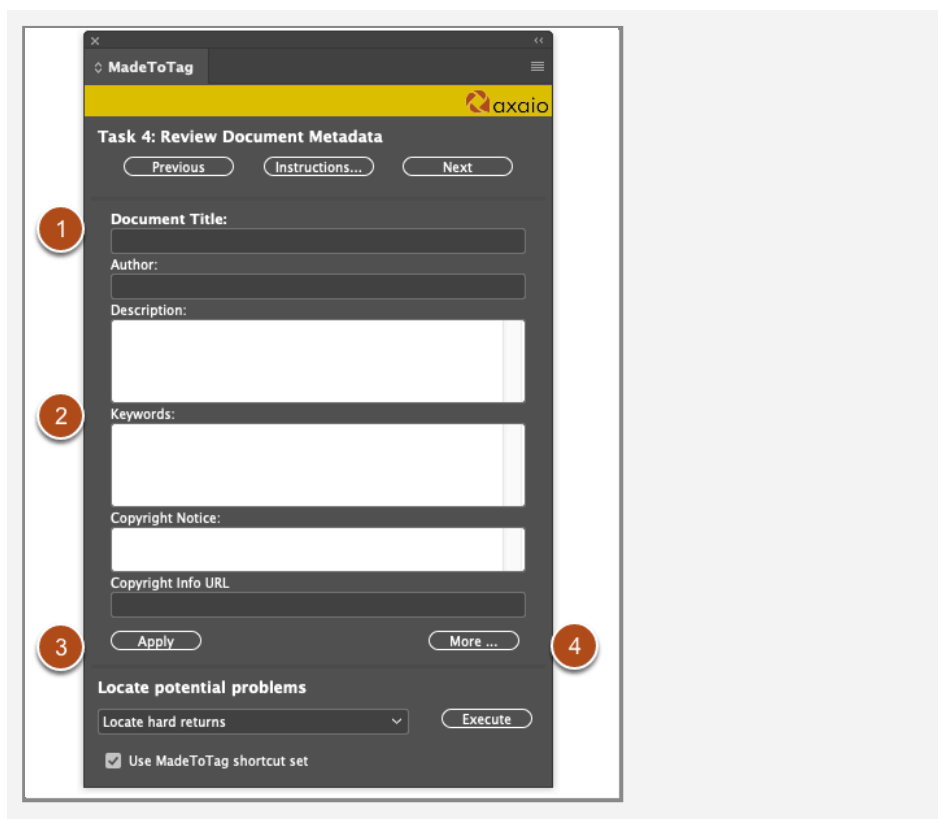 MadeToTag
axaio
Task 4: Review Document Metadata
Previous Instructions... Next
1
Document Title:
Author:
Description:
2
Keywords:
Copyright Notice:
Copyright Info URL
3
Apply More ...
4
Locate potential problems
Locate hard returns Execute
Use MadeToTag shortcut set